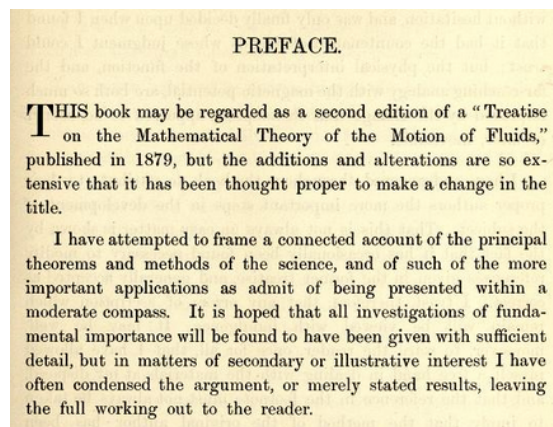 PREFACE.
THIS book may be regarded as a second edition of a “Treatise
on the Mathematical Theory of the Motion of Fluids,”
published in 1879, but the additions and alterations are so ex-
tensive that it has been thought proper to make a change in the
title.
I have attempted to frame a connected account of the principal
theorems and methods of the science, and of such of the more
important applications as admit of being presented within a
moderate compass. It is hoped that all investigations of funda-
mental importance will be found to have been given with sufficient
detail, but in matters of secondary or illustrative interest I have
often condensed the argument, or merely stated results, leaving
the full working out to the reader.